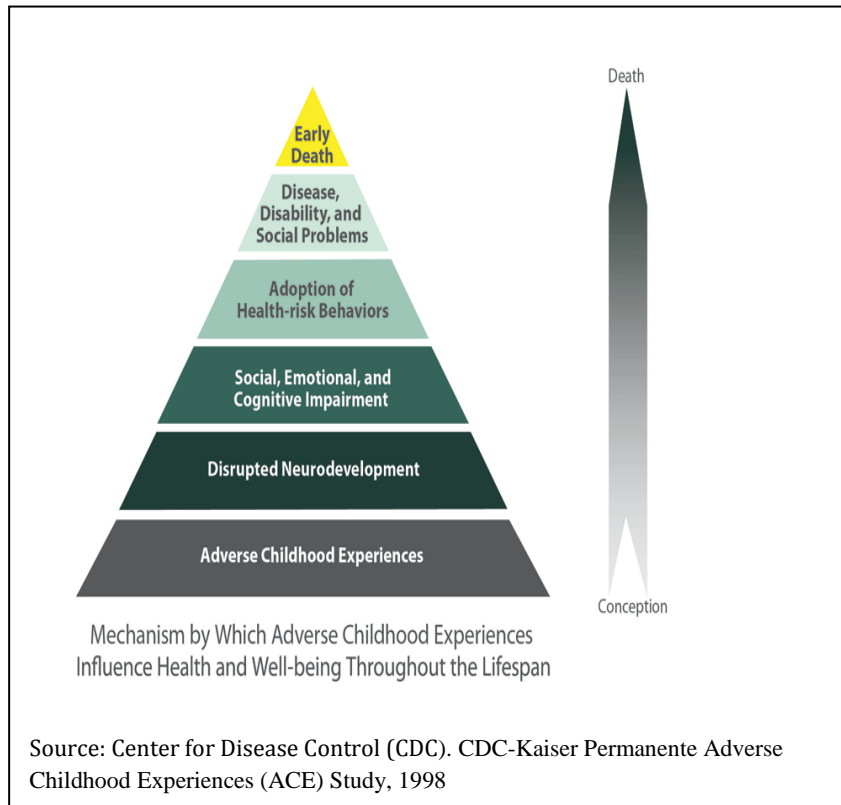 Death
Early
Death
Disease,
Disability, and
Social Problems
Adoption of
Health-risk Behaviors
Social, Emotional, and
Cognitive Impairment
Disrupted Neurodevelopment
Adverse Childhood Experiences
Conception
Mechanism by Which Adverse Childhood Experiences
Influence Health and Well-being Throughout the Lifespan
Source: Center for Disease Control (CDC). CDC-Kaiser Permanente Adverse
Childhood Experiences (ACE) Study, 1998